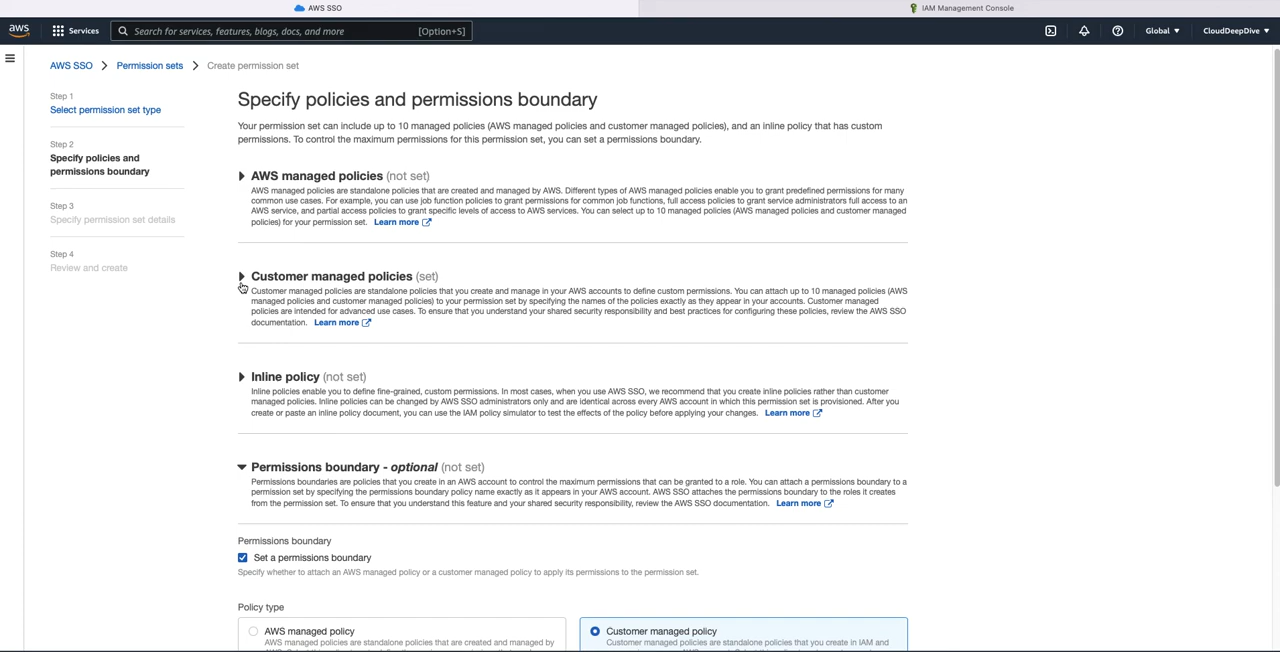 AWS SSO
IAM Management Console
aws
Services
Search for services, features, blogs, docs, and more
[Option+S]
Global ▼
CloudDeepDive ▼
AWS SSO > Permission sets > Create permission set
Step 1
Select permission set type
Step 2
Specify policies and
permissions boundary
Step 3
Specify permission set details
Step 4
Review and create
Specify policies and permissions boundary
Your permission set can include up to 10 managed policies (AWS managed policies and customer managed policies), and an inline policy that has custom
permissions. To control the maximum permissions for this permission set, you can set a permissions boundary.
AWS managed policies (not set)
AWS managed policies are standalone policies that are created and managed by AWS. Different types of AWS managed policies enable you to grant predefined permissions for many
common use cases. For example, you can use job function policies to grant permissions for common job functions, full access policies to grant service administrators full access to an
AWS service, and partial access policies to grant specific levels of access to AWS services. You can select up to 10 managed policies (AWS managed policies and customer managed
policies) for your permission set. Learn more
Customer managed policies (set)
Customer managed policies are standalone policies that you create and manage in your AWS accounts to define custom permissions. You can attach up to 10 managed policies (AWS
managed policies and customer managed policies) to your permission set by specifying the names of the policies exactly as they appear in your accounts. Customer managed
policies are intended for advanced use cases. To ensure that you understand your shared security responsibility and best practices for configuring these policies, review the AWS SSO
documentation. Learn more
Inline policy (not set)
Inline policies enable you to define fine-grained, custom permissions. In most cases, when you use AWS SSO, we recommend that you create inline policies rather than customer
managed policies. Inline policies can be changed by AWS SSO administrators only and are identical across every AWS account in which this permission set is provisioned. After you
create or paste an inline policy document, you can use the IAM policy simulator to test the effects of the policy before applying your changes. Learn more
Permissions boundary - optional (not set)
Permissions boundaries are policies that you create in an AWS account to control the maximum permissions that can be granted to a role. You can attach a permissions boundary to a
permission set by specifying the permissions boundary policy name exactly as it appears in your AWS account. AWS SSO attaches the permissions boundary to the roles it creates
from the permission set. To ensure that you understand this feature and your shared security responsibility, review the AWS SSO documentation. Learn more
Permissions boundary
Set a permissions boundary
Specify whether to attach an AWS managed policy or a customer managed policy to apply its permissions to the permission set.
Policy type
AWS managed policy
AWS managed policies are standalone policies that are created and managed by
Customer managed policy
Customer managed policies are standalone policies that you create in IAM and